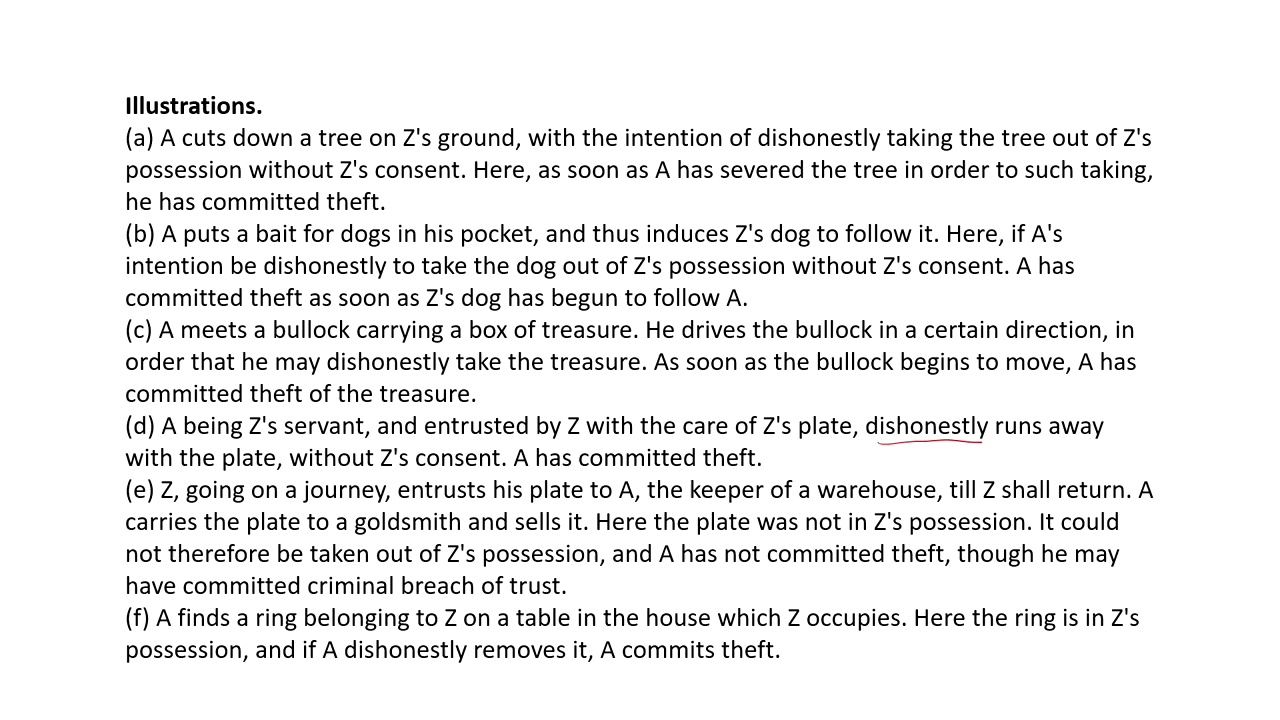 Illustrations.
(a) A cuts down a tree on Z's ground, with the intention of dishonestly taking the tree out of Z's
possession without Z's consent. Here, as soon as A has severed the tree in order to such taking,
he has committed theft.
(b) A puts a bait for dogs in his pocket, and thus induces Z's dog to follow it. Here, if A's
intention be dishonestly to take the dog out of Z's possession without Z's consent. A has
committed theft as soon as Z's dog has begun to follow A.
(c) A meets a bullock carrying a box of treasure. He drives the bullock in a certain direction, in
order that he may dishonestly take the treasure. As soon as the bullock begins to move, A has
committed theft of the treasure.
(d) A being Z's servant, and entrusted by Z with the care of Z's plate, dishonestly runs away
with the plate, without Z's consent. A has committed theft.
(e) Z, going on a journey, entrusts his plate to A, the keeper of a warehouse, till Z shall return. A
carries the plate to a goldsmith and sells it. Here the plate was not in Z's possession. It could
not therefore be taken out of Z's possession, and A has not committed theft, though he may
have committed criminal breach of trust.
(f) A finds a ring belonging to Z on a table in the house which Z occupies. Here the ring is in Z's
possession, and if A dishonestly removes it, A commits theft.